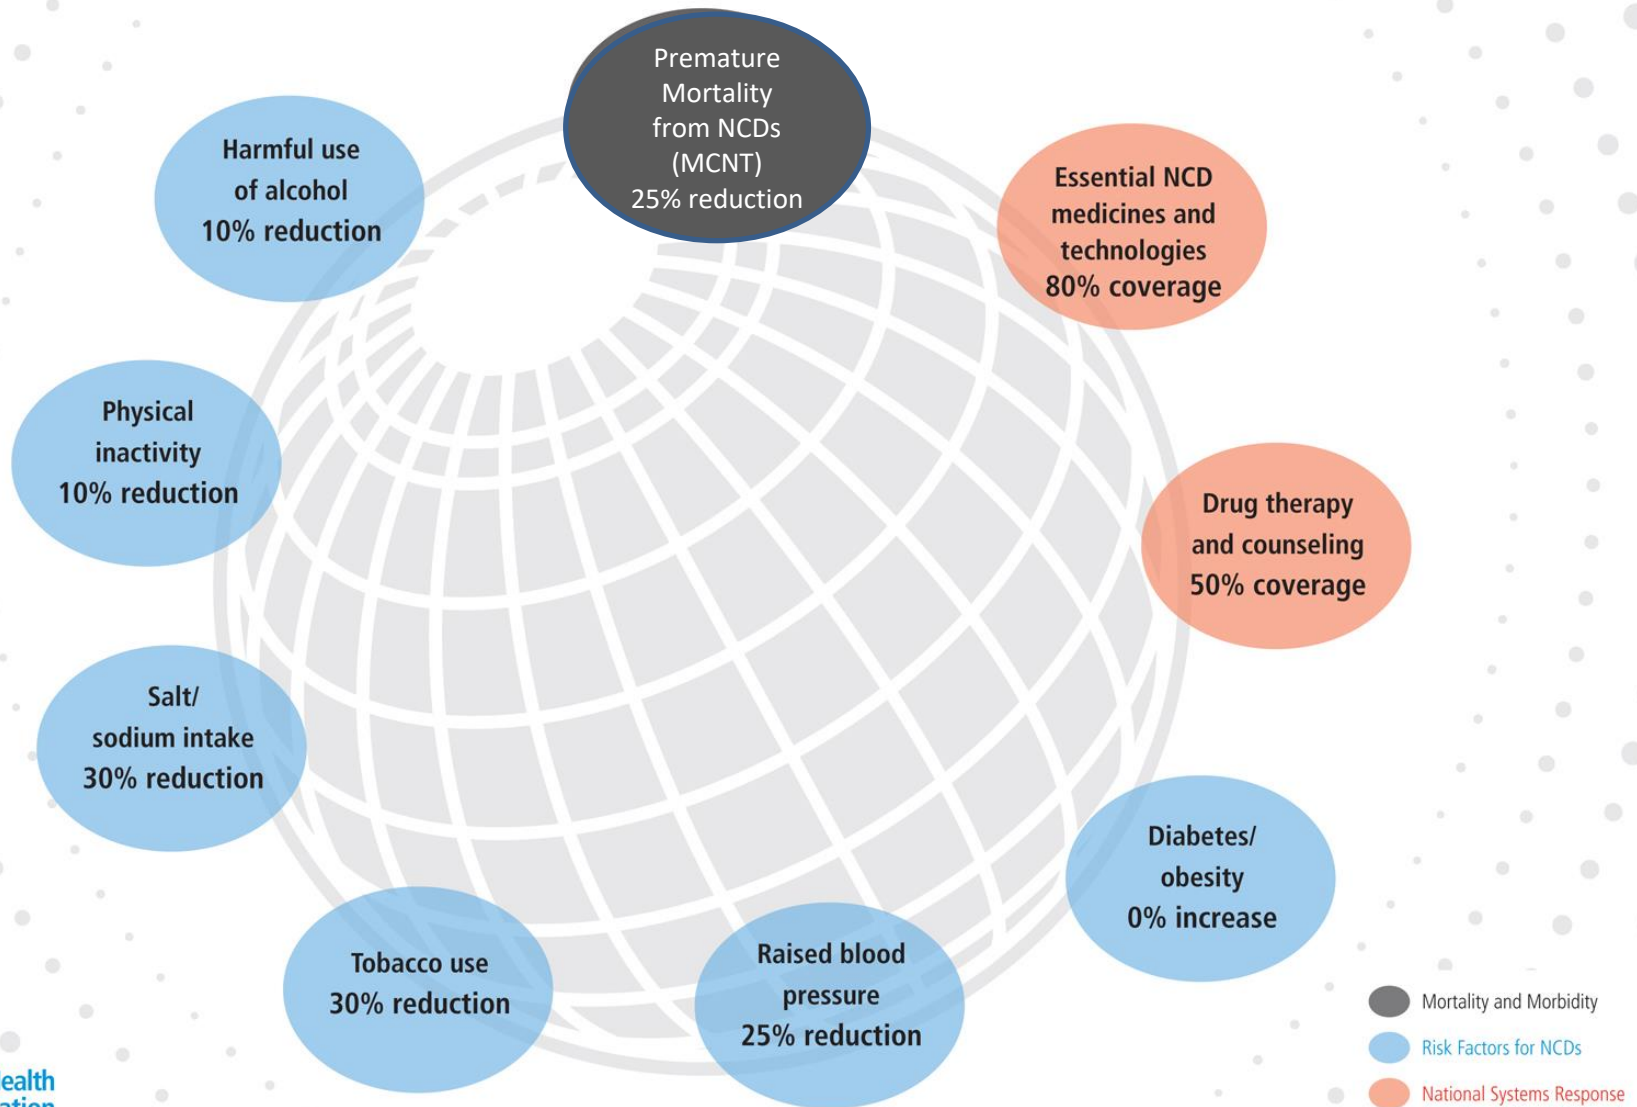 Premature
Mortality
from NCDs
(MCNT)
25% reduction
Harmful use
of alcohol
10% reduction
Essential NCD
medicines and
technologies
80% coverage
Physical
inactivity
10% reduction
Drug therapy
and counseling
50% coverage
Salt/
sodium intake
30% reduction
Diabetes/
obesity
0% increase
Tobacco use
30% reduction
Raised blood
pressure
25% reduction
Mortality and Morbidity
Risk Factors for NCDs
National Systems Response